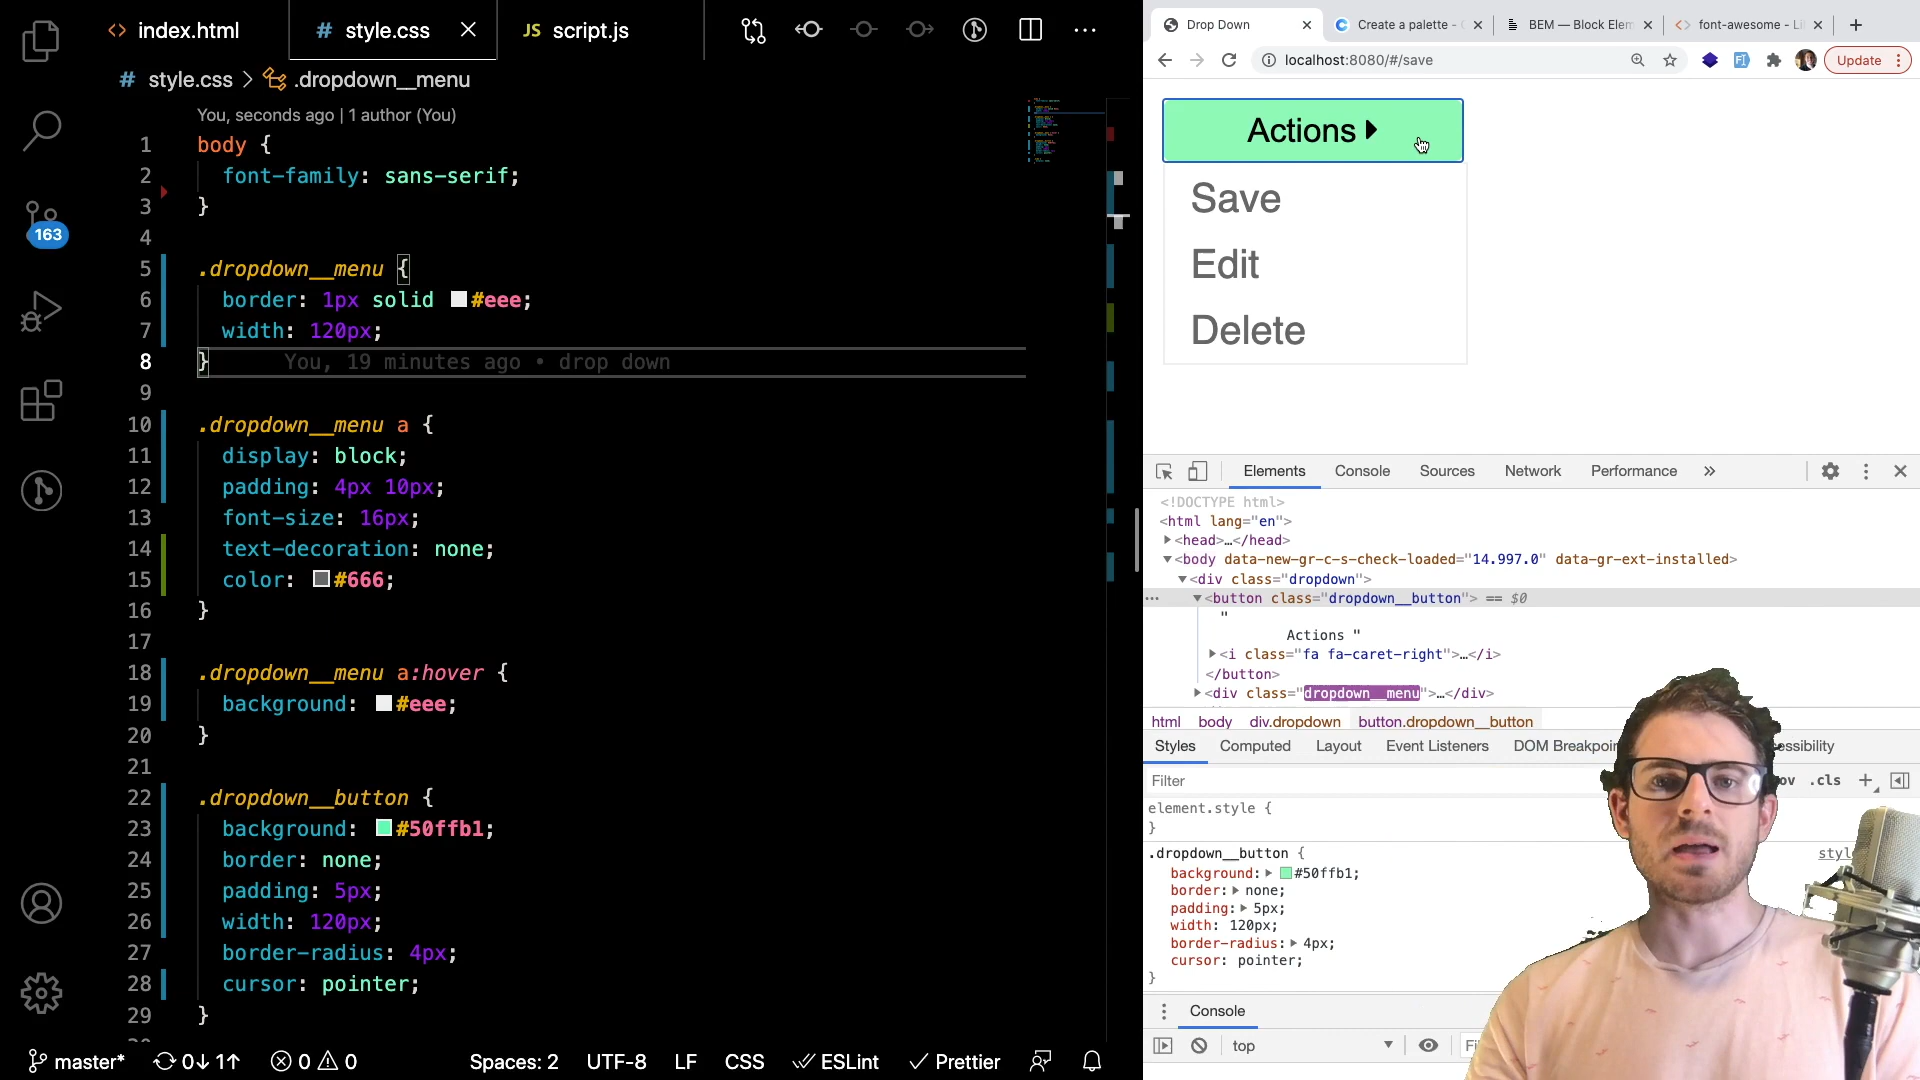 <> index.html
# style.css
JS script.js
# style.css > .dropdown__menu
You, seconds ago | 1 author (You)
1 body {
2 font-family: sans-serif;
3 }
4
5 .dropdown__menu {
6 border: 1px solid #eee;
7 width: 120px;
8 } You, 19 minutes ago • drop down
9
10 .dropdown__menu a {
11 display: block;
12 padding: 4px 10px;
13 font-size: 16px;
14 text-decoration: none;
15 color: #666;
16 }
17
18 .dropdown__menu a:hover {
19 background: #eee;
20 }
21
22 .dropdown__button {
23 background: #50ffb1;
24 border: none;
25 padding: 5px;
26 width: 120px;
27 border-radius: 4px;
28 cursor: pointer;
29 }
163
master* 0↓ 1↑ 0 0 Spaces: 2 UTF-8 LF CSS ESLint Prettier
Drop Down
Create a palette -
BEM — Block Elem
font-awesome - Li
localhost:8080/#/save
Update
Actions
Save
Edit
Delete
Elements Console Sources Network Performance »
<!DOCTYPE html>
<html lang="en">
<head>…</head>
<body data-new-gr-c-s-check-loaded="14.997.0" data-gr-ext-installed>
<div class="dropdown">
<button class="dropdown__button"> == $0
"
Actions "
<i class="fa fa-caret-right">…</i>
</button>
<div class="dropdown__menu">…</div>
html body div.dropdown button.dropdown__button
Styles Computed Layout Event Listeners DOM Breakpoin essibility
Filter
ov .cls +
element.style {
}
.dropdown__button {
style
background: #50ffb1;
border: none;
padding: 5px;
width: 120px;
border-radius: 4px;
cursor: pointer;
}
Console
top
Fi